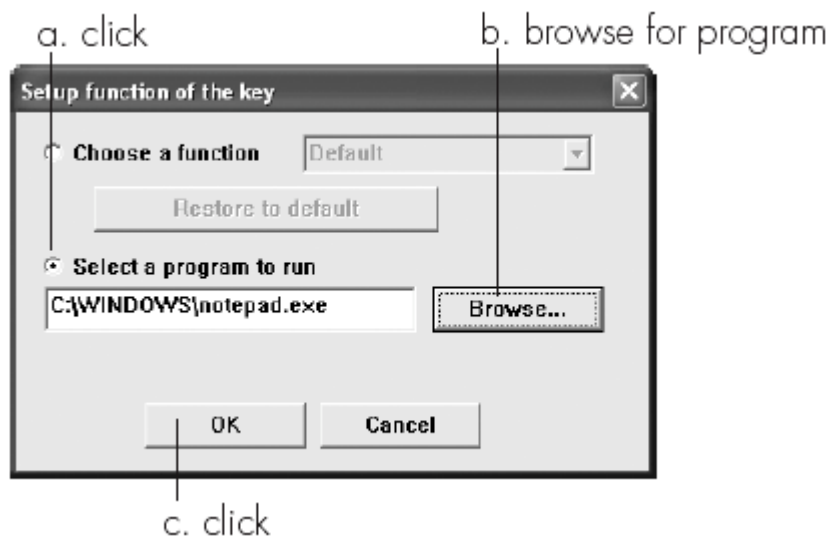 a. click
b. browse for program
Setup function of the key
Choose a function
Default
Restore to default
Select a program to run
C:\WINDOWS\notepad.exe
Browse...
OK
Cancel
c. click